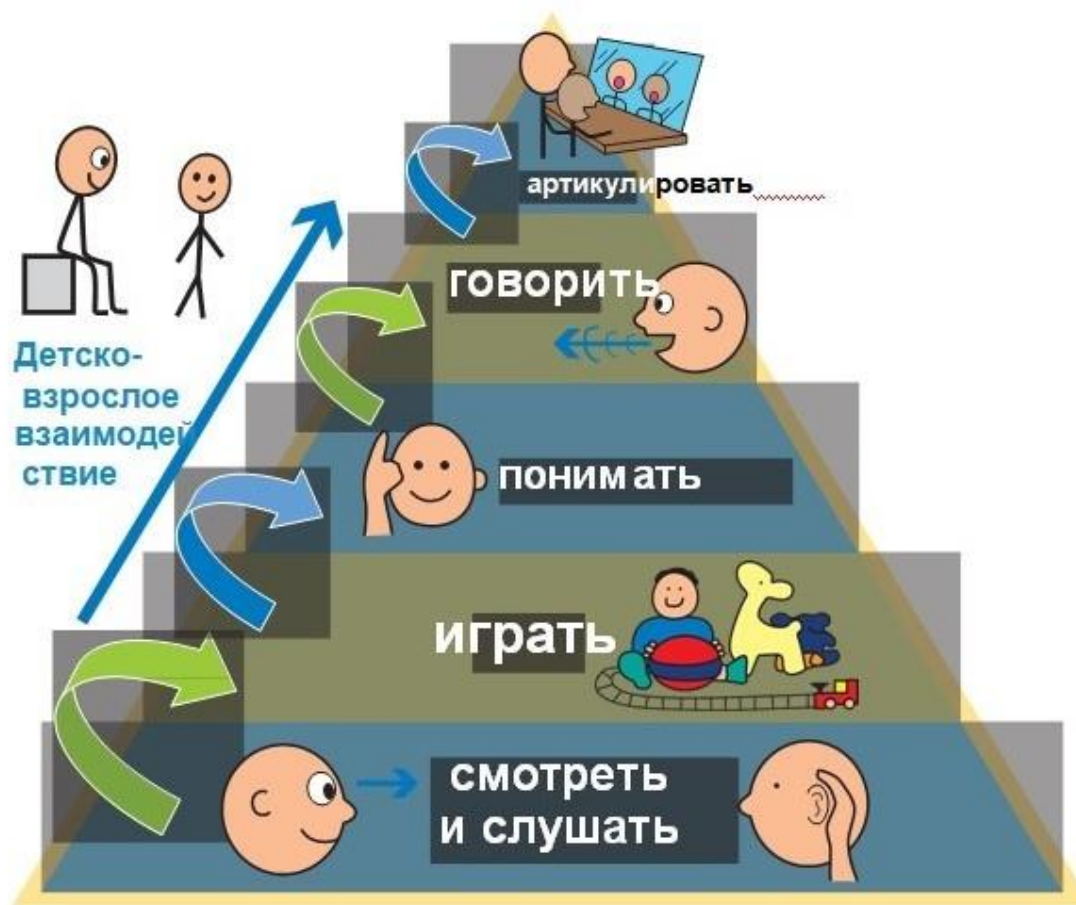 артикулировать
говорить
Детско-
взрослое
взаимодей
ствие
понимать
играть
смотреть
и слушать